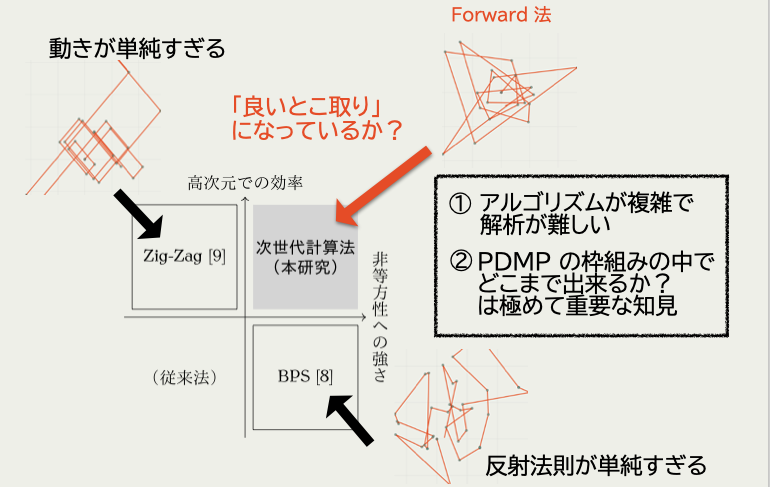 Forward 法
動きが単純すぎる
「良いとこ取り」
になっているか？
高次元での効率
① アルゴリズムが複雑で
解析が難しい
② PDMP の枠組みの中で
どこまで出来るか？
は極めて重要な知見
Zig-Zag [9]
次世代計算法
（本研究）
非等方性への強さ
（従来法）
BPS [8]
反射法則が単純すぎる